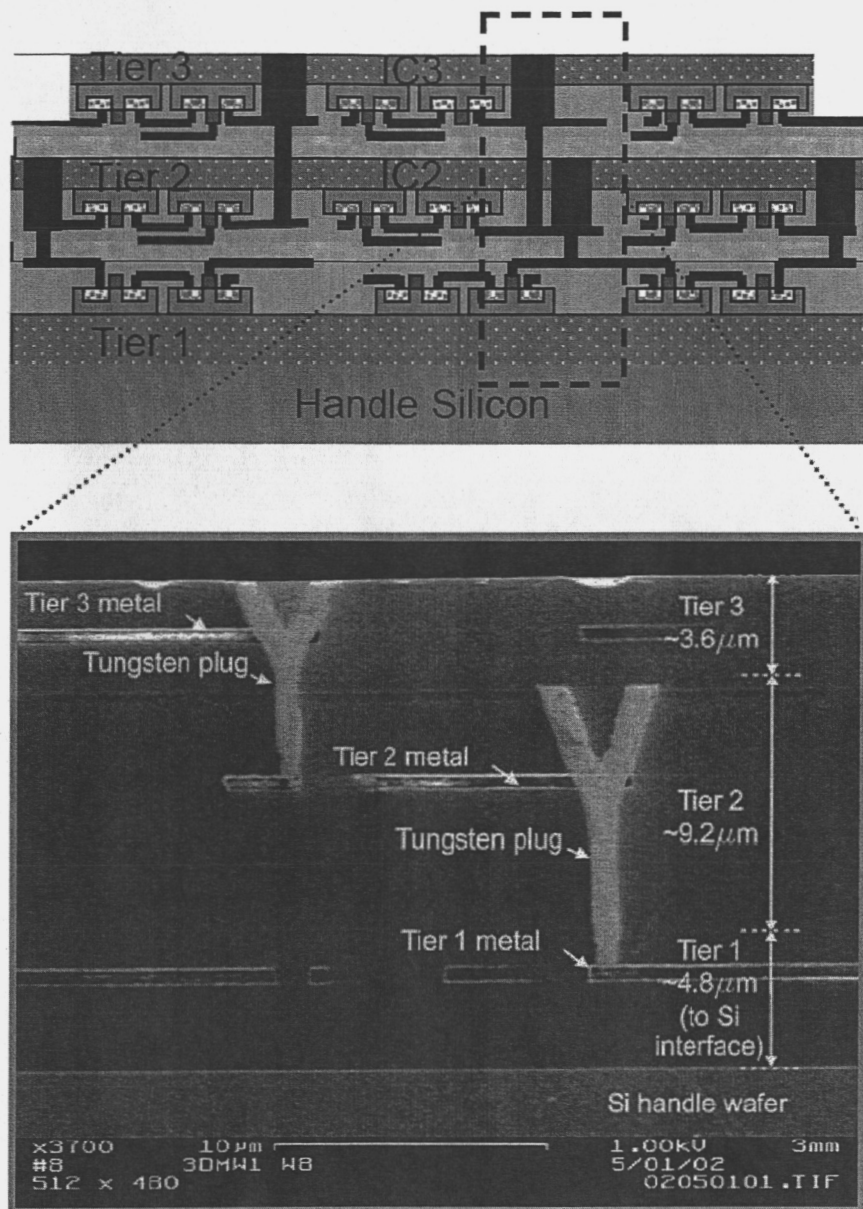 Tier 3
IC3
Tier 2
IC2
Tier 1
Handle Silicon
Tier 3 metal
Tungsten plug
Tier 3
~3.6μm
Tier 2 metal
Tier 2
~9.2μm
Tungsten plug
Tier 1 metal
Tier 1
~4.8μm
(to Si
interface)
Si handle wafer
x3700 10μm 1.00kV 3mm
#8 3DMW1 W8 5/01/02
512 x 480 02050101.TIF